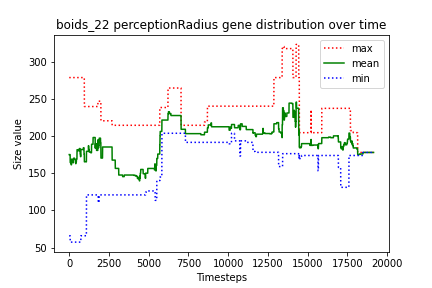 boids_22 perceptionRadius gene distribution over time
max
mean
min
Size value
300
250
200
150
100
50
0
2500
5000
7500
10000
12500
15000
17500
20000
Timesteps